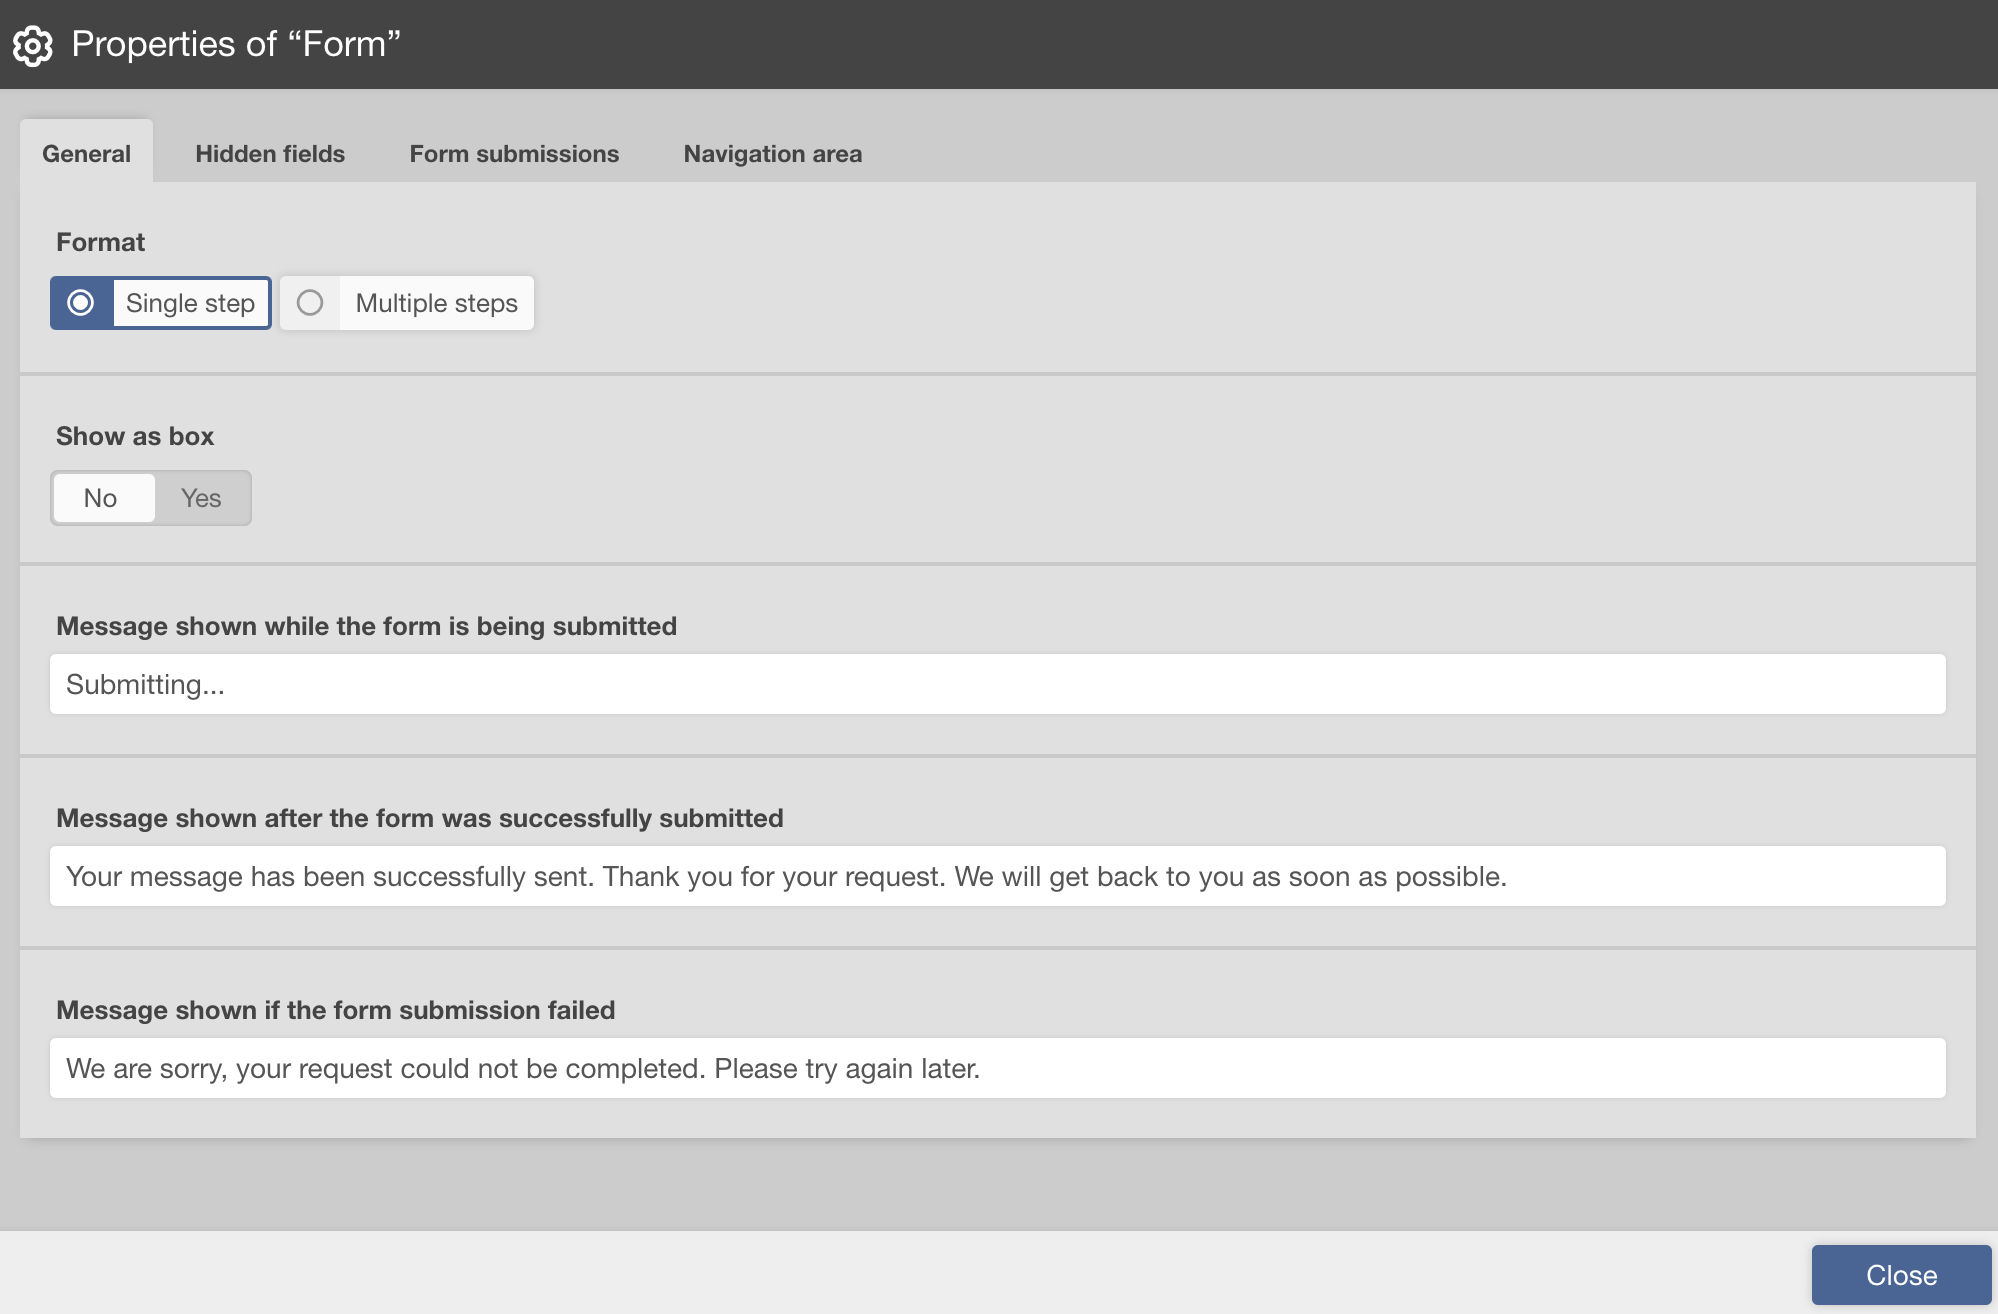 Properties of “Form”
General Hidden fields Form submissions Navigation area
Format
Single step Multiple steps
Show as box
No Yes
Message shown while the form is being submitted
Submitting...
Message shown after the form was successfully submitted
Your message has been successfully sent. Thank you for your request. We will get back to you as soon as possible.
Message shown if the form submission failed
We are sorry, your request could not be completed. Please try again later.
Close